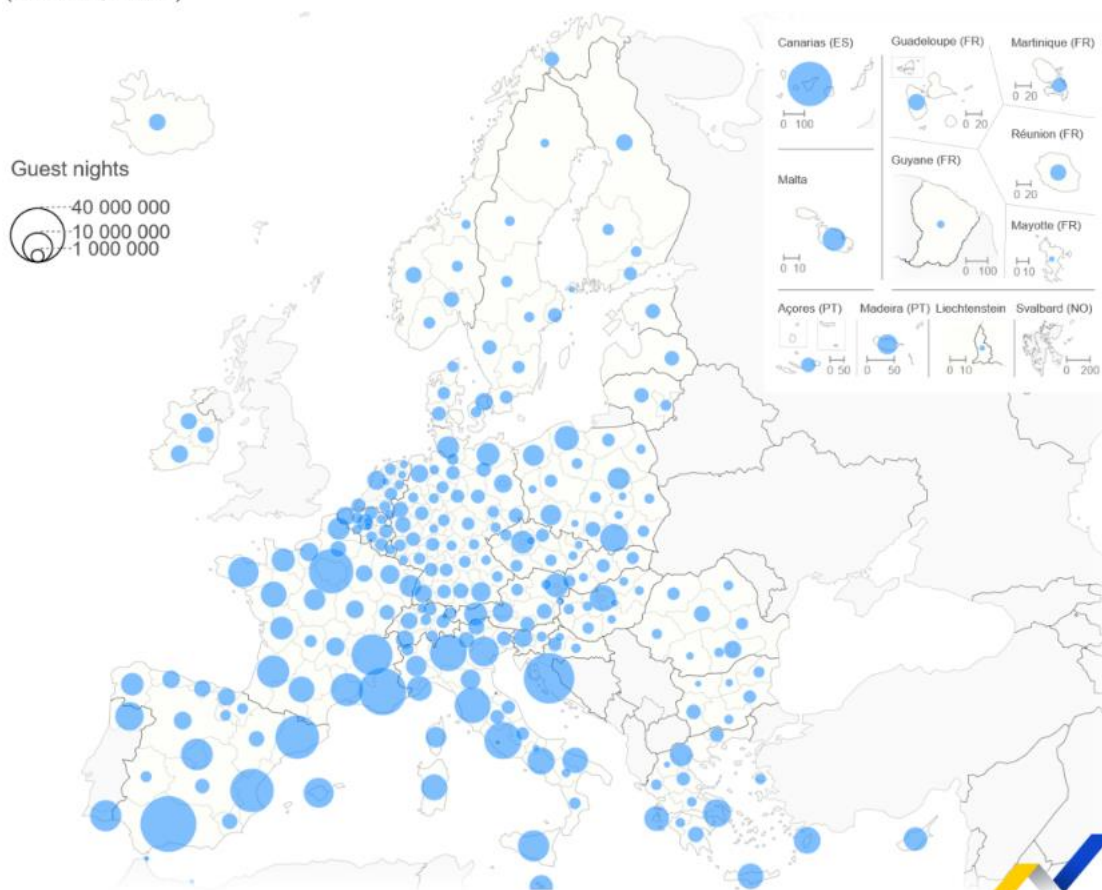 Canarias (ES)
0 100
Guadeloupe (FR)
0 20
Martinique (FR)
0 20
Réunion (FR)
0 20
Guyane (FR)
0 100
Mayotte (FR)
0 10
Malta
0 10
Açores (PT)
0 50
Madeira (PT)
0 50
Liechtenstein
0 10
Svalbard (NO)
0 200
Guest nights
40 000 000
10 000 000
1 000 000